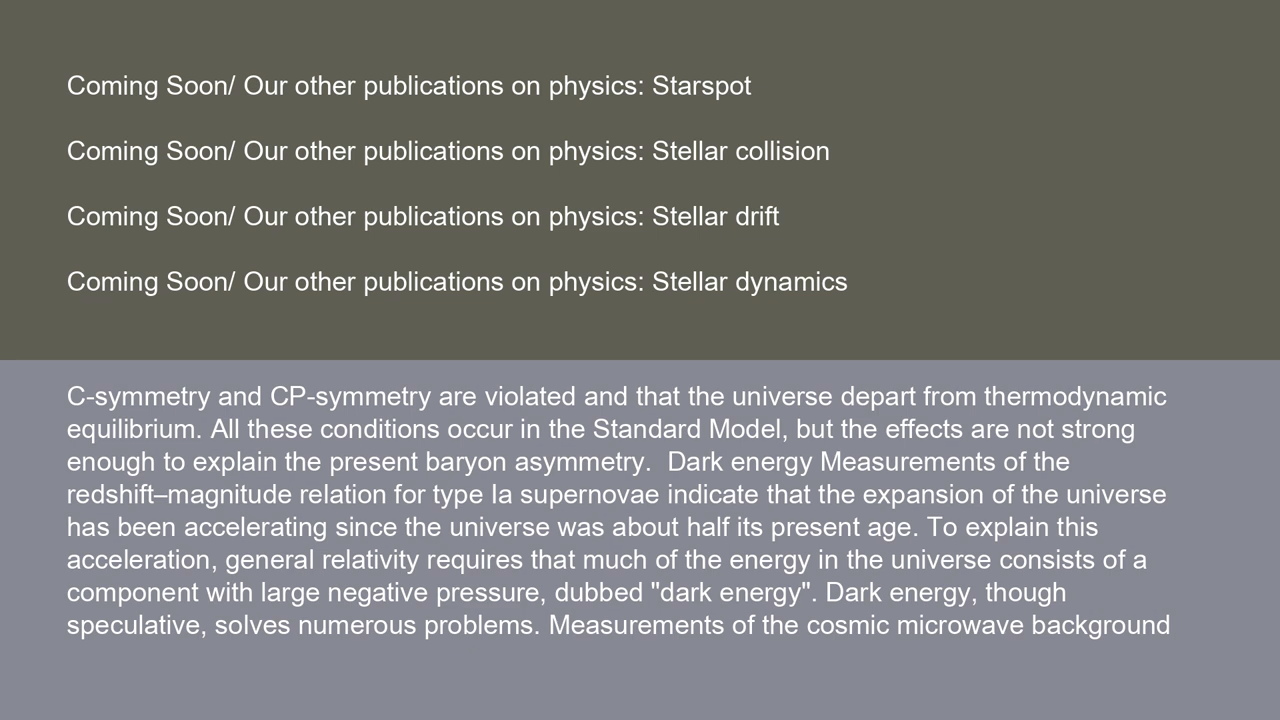 Coming Soon/ Our other publications on physics: Starspot
Coming Soon/ Our other publications on physics: Stellar collision
Coming Soon/ Our other publications on physics: Stellar drift
Coming Soon/ Our other publications on physics: Stellar dynamics
C-symmetry and CP-symmetry are violated and that the universe depart from thermodynamic
equilibrium. All these conditions occur in the Standard Model, but the effects are not strong
enough to explain the present baryon asymmetry.  Dark energy Measurements of the
redshift–magnitude relation for type Ia supernovae indicate that the expansion of the universe
has been accelerating since the universe was about half its present age. To explain this
acceleration, general relativity requires that much of the energy in the universe consists of a
component with large negative pressure, dubbed "dark energy". Dark energy, though
speculative, solves numerous problems. Measurements of the cosmic microwave background